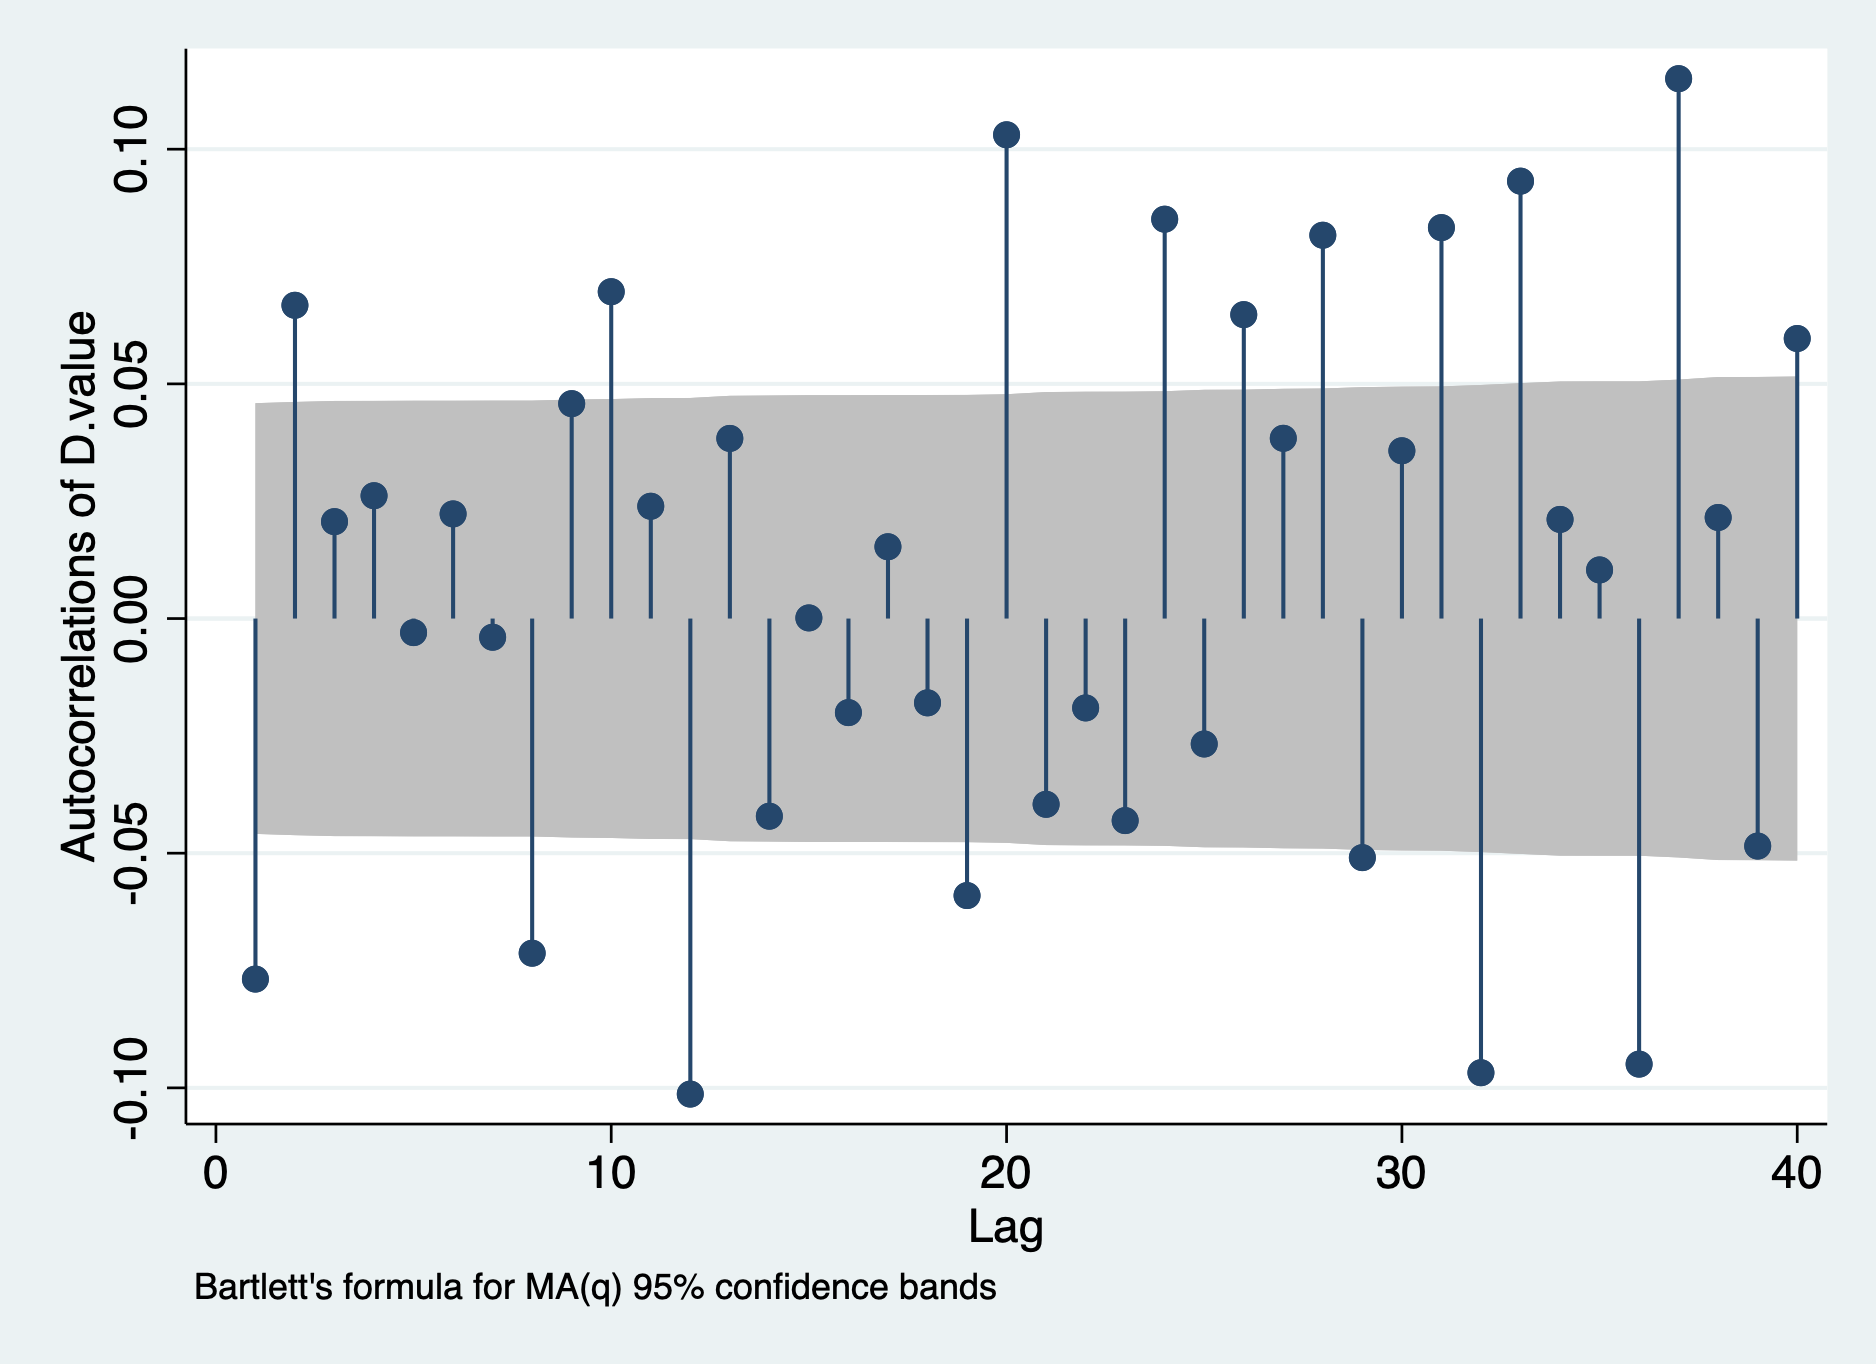 Autocorrelations of D.value
0.10
0.05
0.00
-0.05
-0.10
0 10 20 30 40
Lag
Bartlett's formula for MA(q) 95% confidence bands